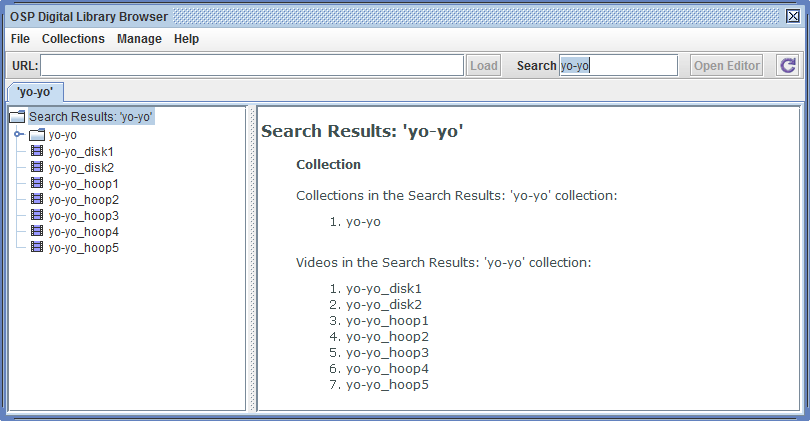 OSP Digital Library Browser
File Collections Manage Help
URL: Load Search yo-yo Open Editor
'yo-yo'
Search Results: 'yo-yo'
yo-yo
yo-yo_disk1
yo-yo_disk2
yo-yo_hoop1
yo-yo_hoop2
yo-yo_hoop3
yo-yo_hoop4
yo-yo_hoop5
Search Results: 'yo-yo'
Collection
Collections in the Search Results: 'yo-yo' collection:
1. yo-yo
Videos in the Search Results: 'yo-yo' collection:
1. yo-yo_disk1
2. yo-yo_disk2
3. yo-yo_hoop1
4. yo-yo_hoop2
5. yo-yo_hoop3
6. yo-yo_hoop4
7. yo-yo_hoop5